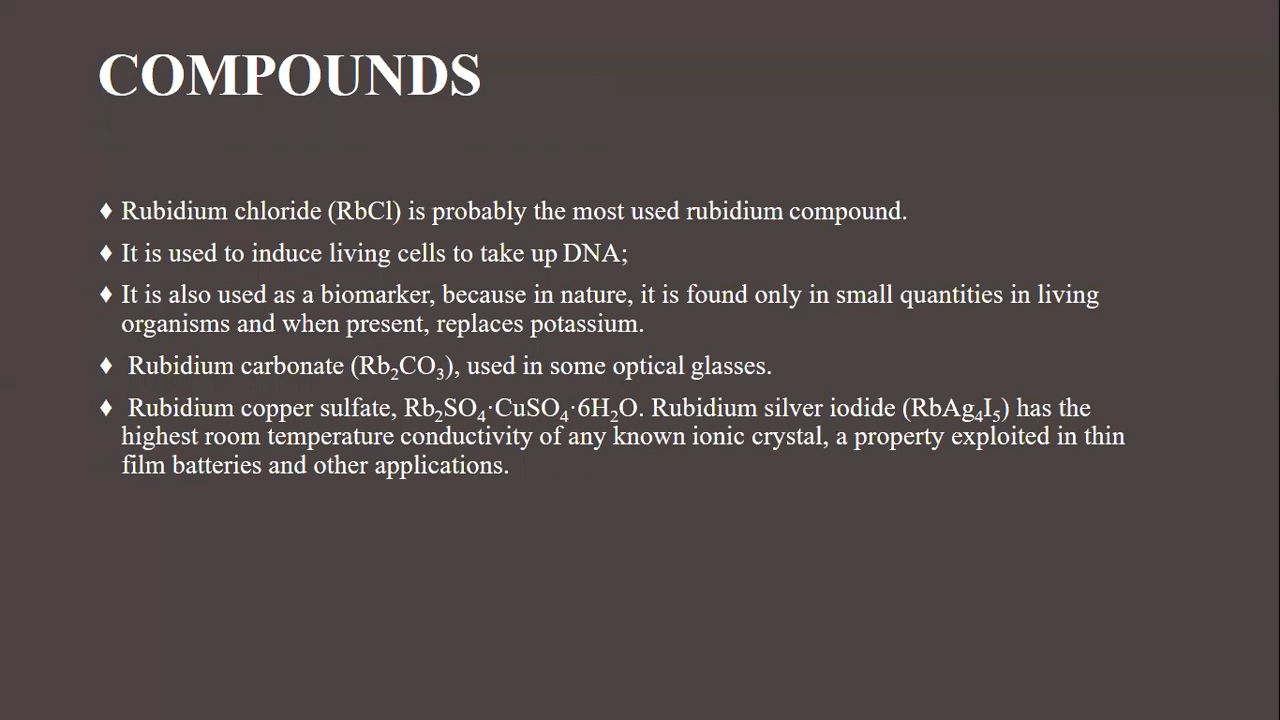 COMPOUNDS
♦ Rubidium chloride (RbCl) is probably the most used rubidium compound.
♦ It is used to induce living cells to take up DNA;
♦ It is also used as a biomarker, because in nature, it is found only in small quantities in living
organisms and when present, replaces potassium.
♦ Rubidium carbonate (Rb₂CO₃), used in some optical glasses.
♦ Rubidium copper sulfate, Rb₂SO₄·CuSO₄·6H₂O. Rubidium silver iodide (RbAg₄I₅) has the
highest room temperature conductivity of any known ionic crystal, a property exploited in thin
film batteries and other applications.